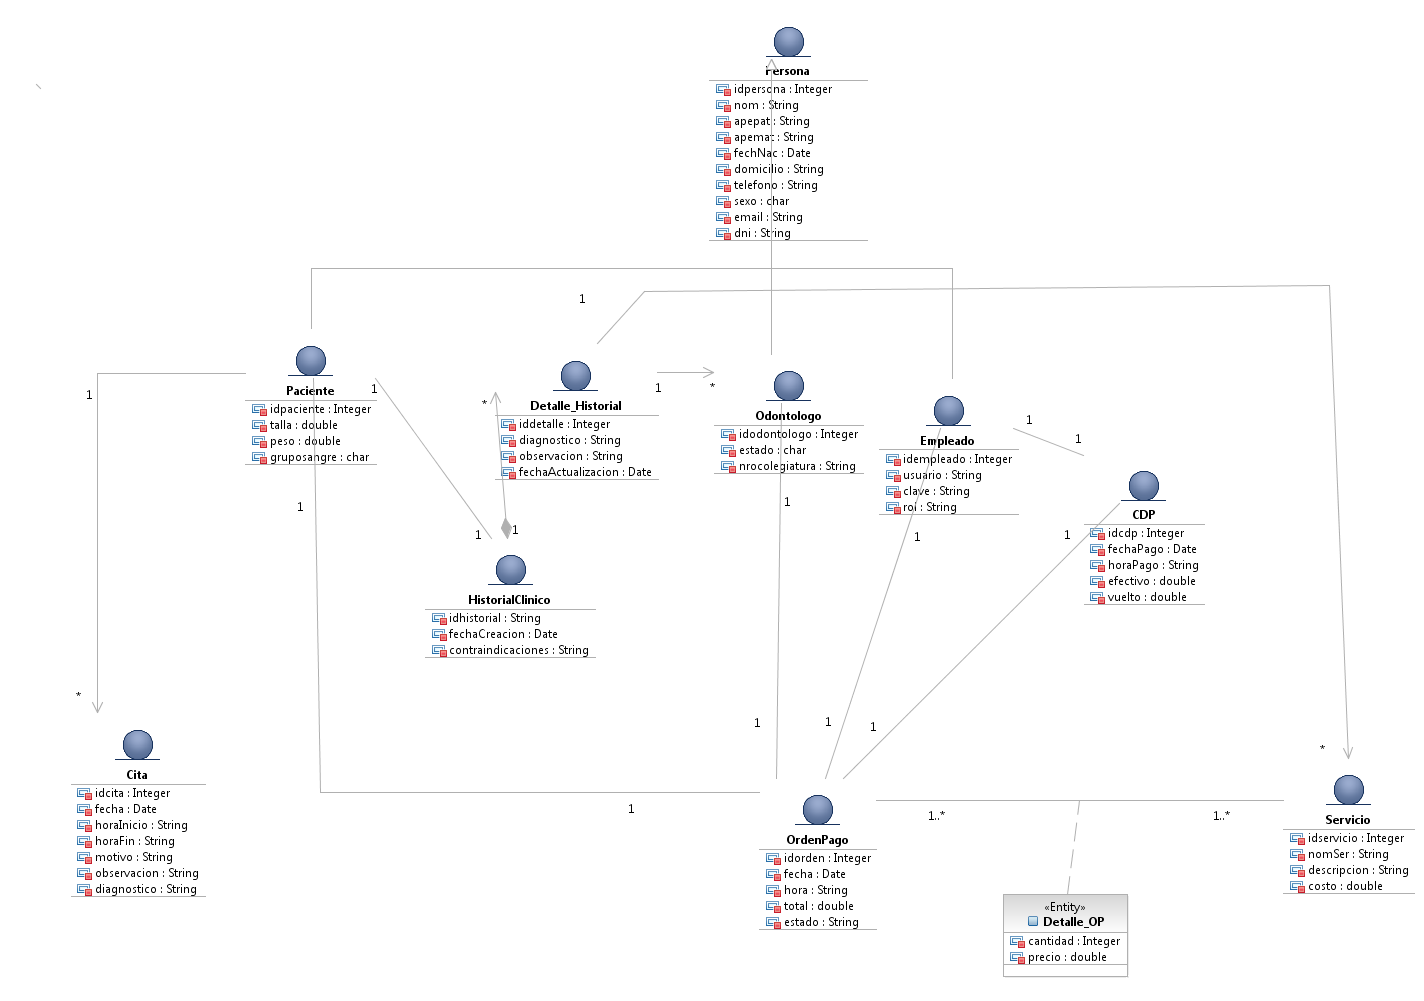 Persona
idpersona : Integer
nom : String
apepat : String
apemat : String
fechNac : Date
domicilio : String
telefono : String
sexo : char
email : String
dni : String
1
Paciente
idpaciente : Integer
talla : double
peso : double
gruposangre : char
1
1
1
Detalle_Historial
iddetalle : Integer
diagnostico : String
observacion : String
fechaActualizacion : Date
*
1
*
Odontologo
idodontologo : Integer
estado : char
nrocolegiatura : String
1
Empleado
idempleado : Integer
usuario : String
clave : String
rol : String
1
1
1
CDP
idcdp : Integer
fechaPago : Date
horaPago : String
efectivo : double
vuelto : double
1
1
1
HistorialClinico
idhistorial : String
fechaCreacion : Date
contraindicaciones : String
*
Cita
idcita : Integer
fecha : Date
horaInicio : String
horaFin : String
motivo : String
observacion : String
diagnostico : String
1
1
1
1
OrdenPago
idorden : Integer
fecha : Date
hora : String
total : double
estado : String
1..*
1..*
*
Servicio
idservicio : Integer
nomSer : String
descripcion : String
costo : double
«Entity»
Detalle_OP
cantidad : Integer
precio : double